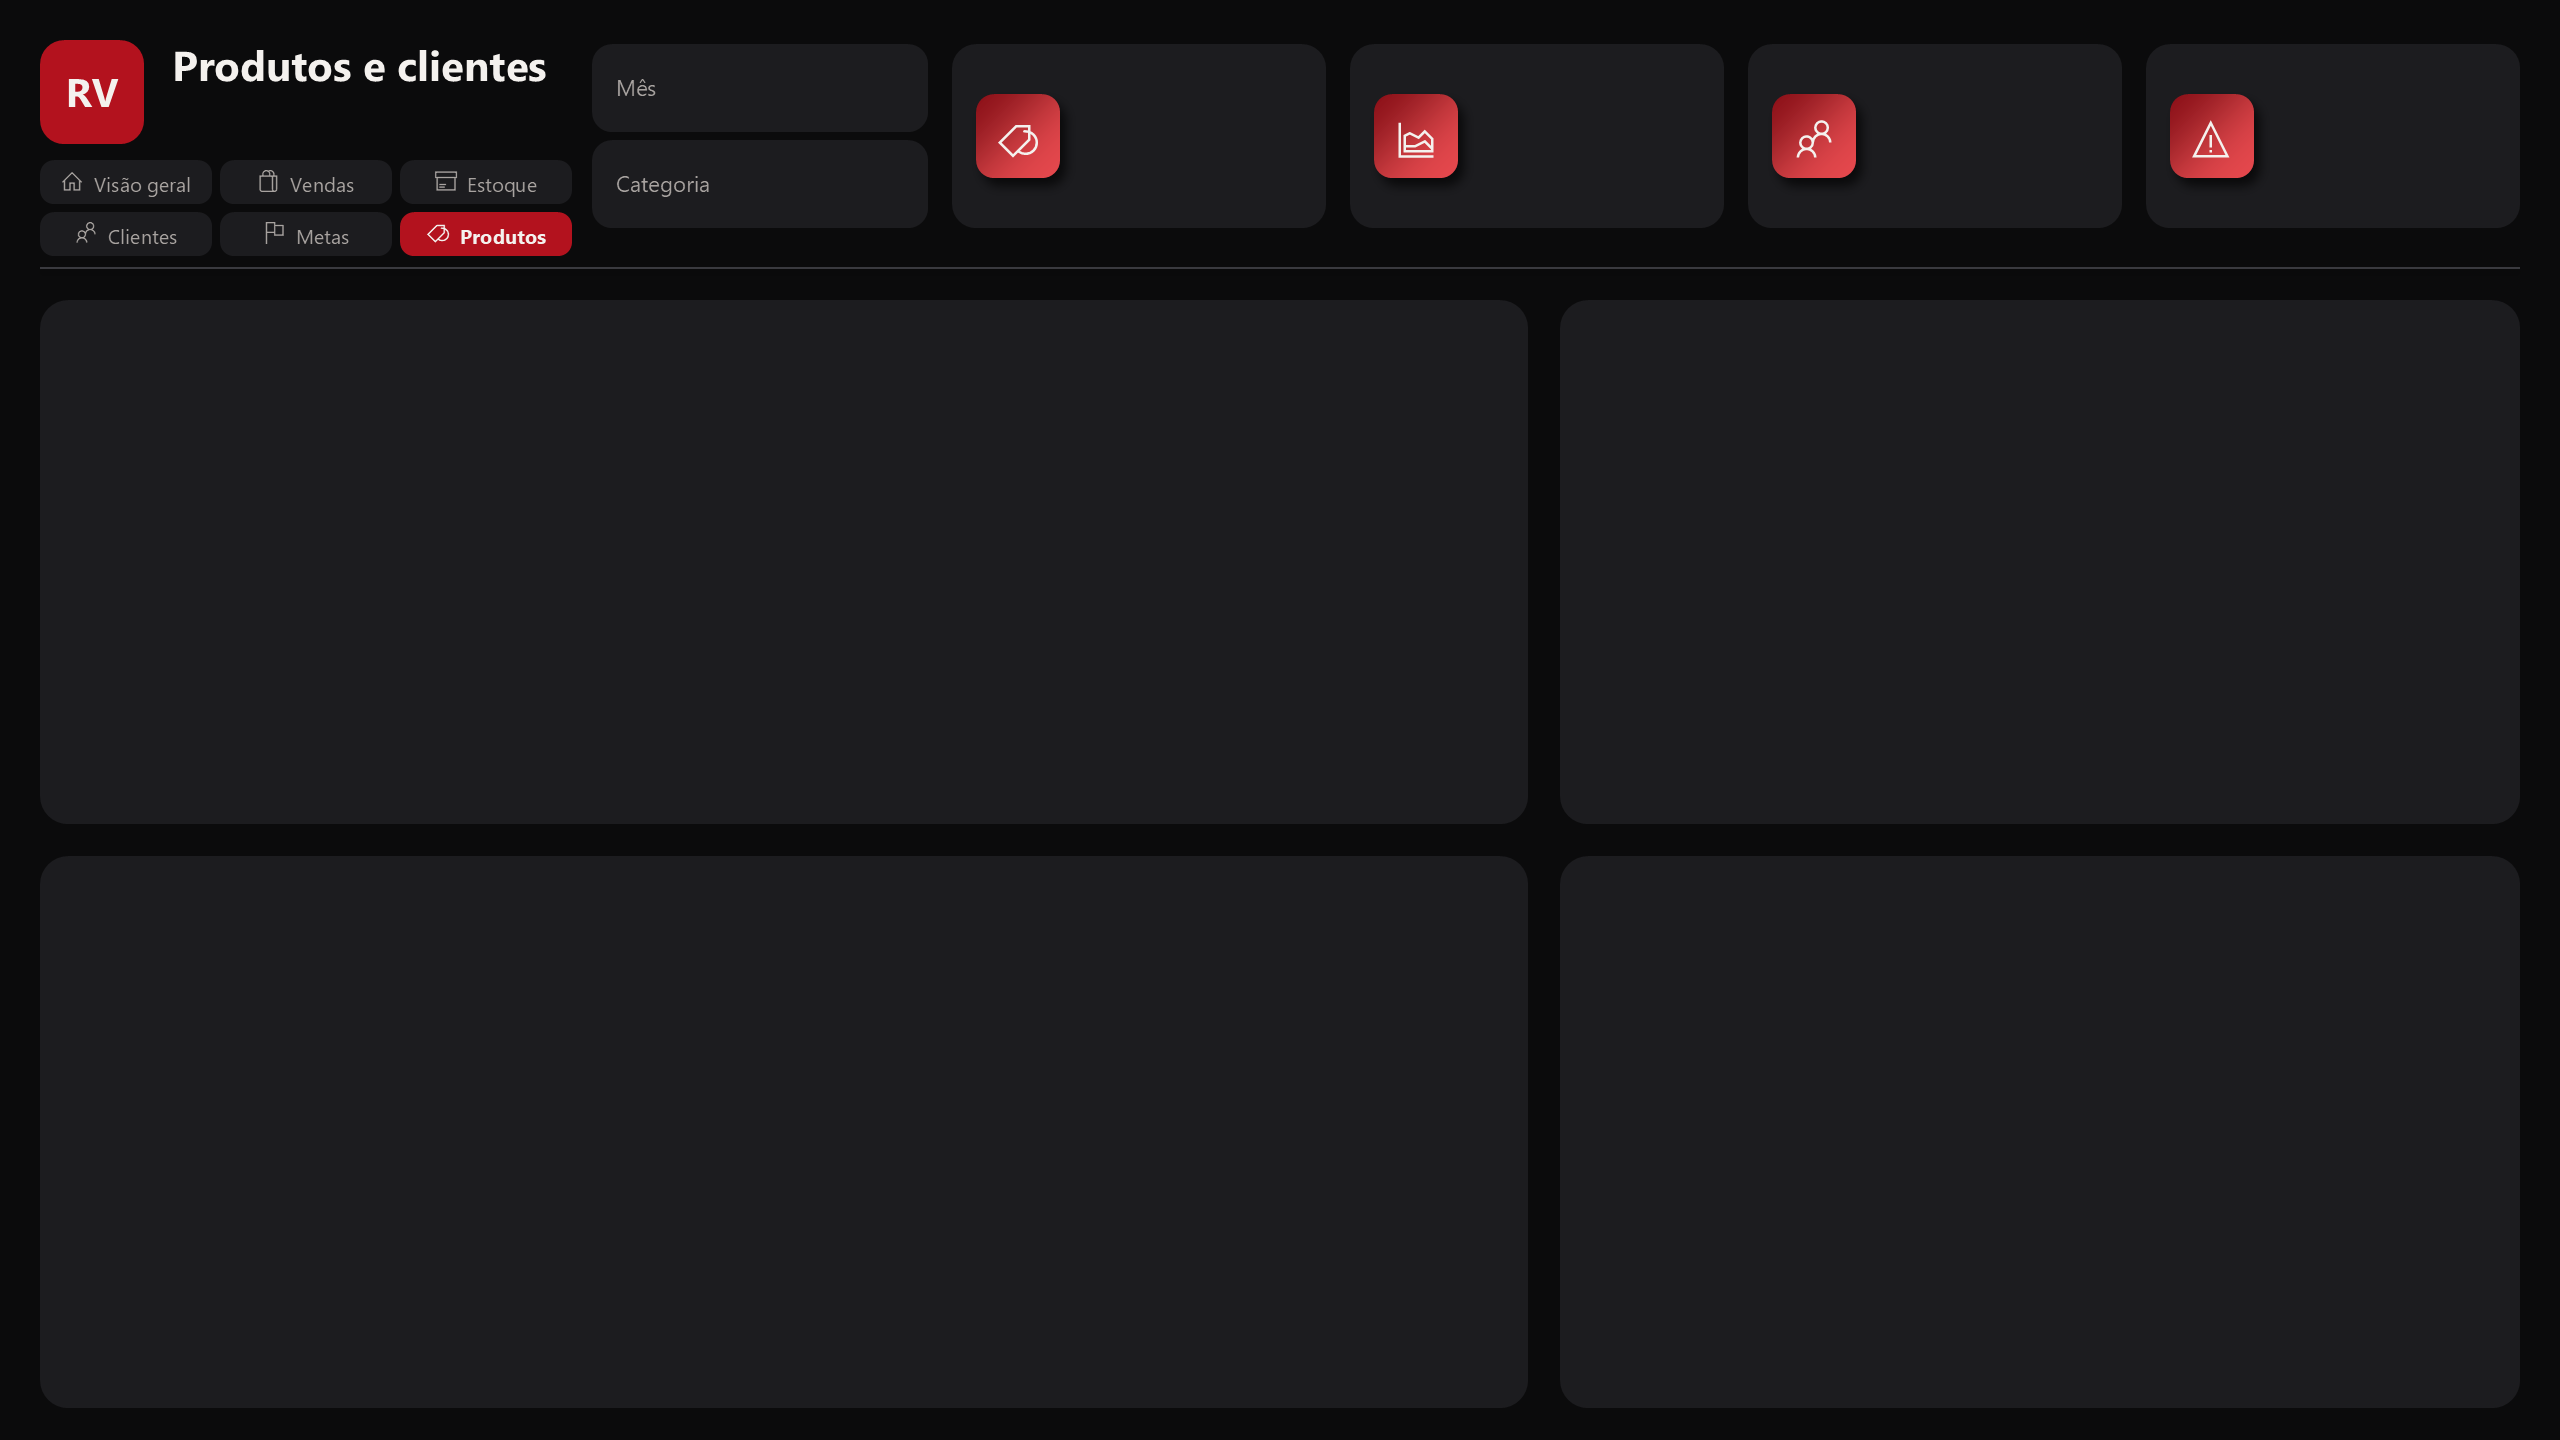 RV
Produtos e clientes
Visão geral
Vendas
Estoque
Clientes
Metas
Produtos
Mês
Categoria